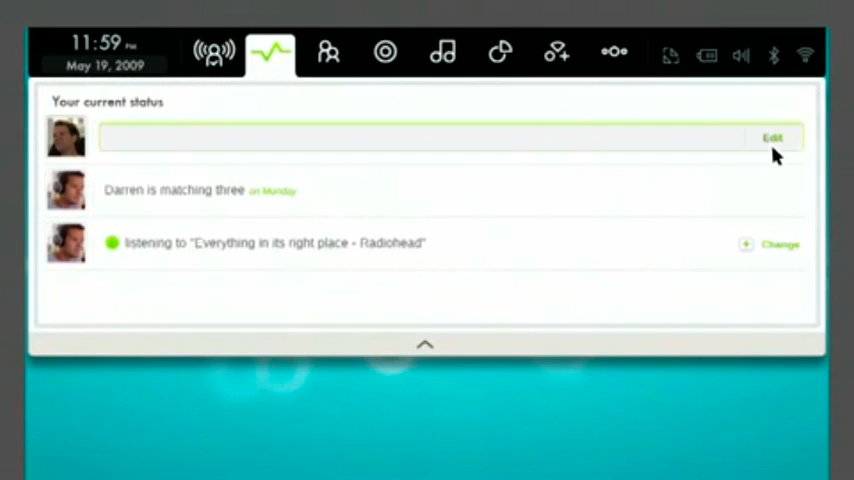 11:59 PM
May 19, 2009
Your current status
Edit
Darren is matching three on Monday
listening to "Everything in its right place - Radiohead"
Change